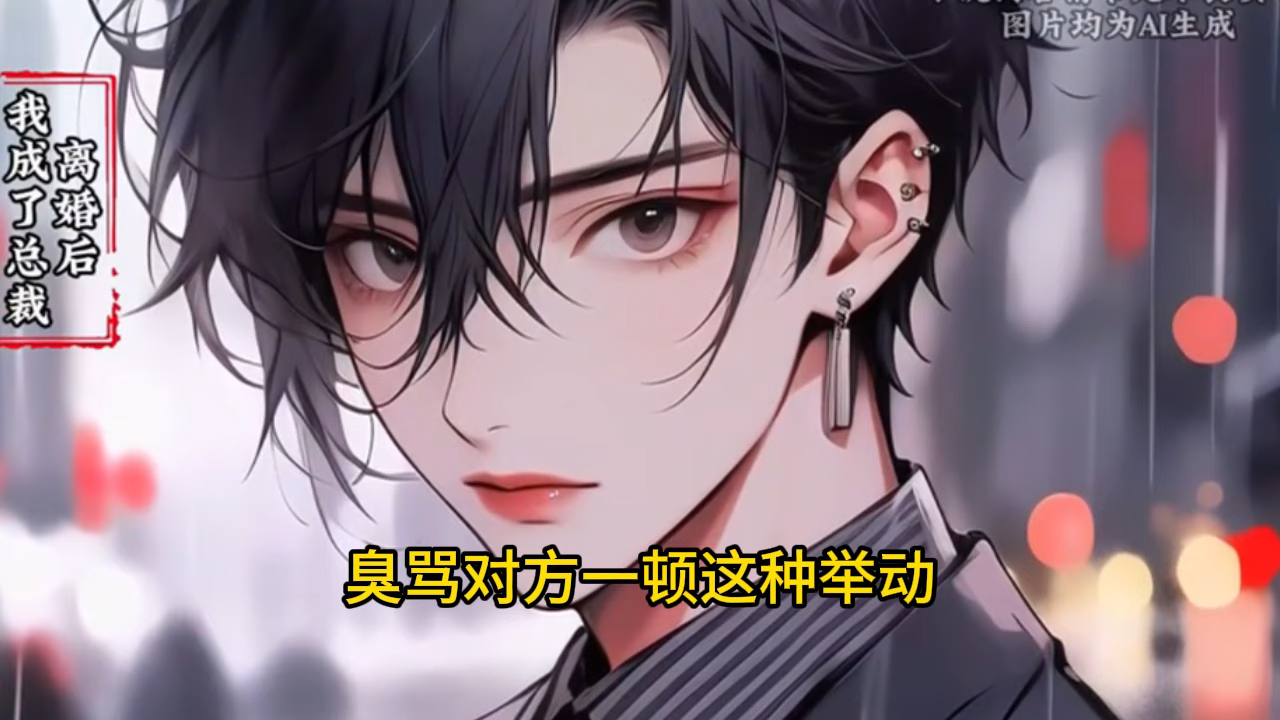 图片均为AI生成
离婚后
我成了总裁
臭骂对方一顿这种举动